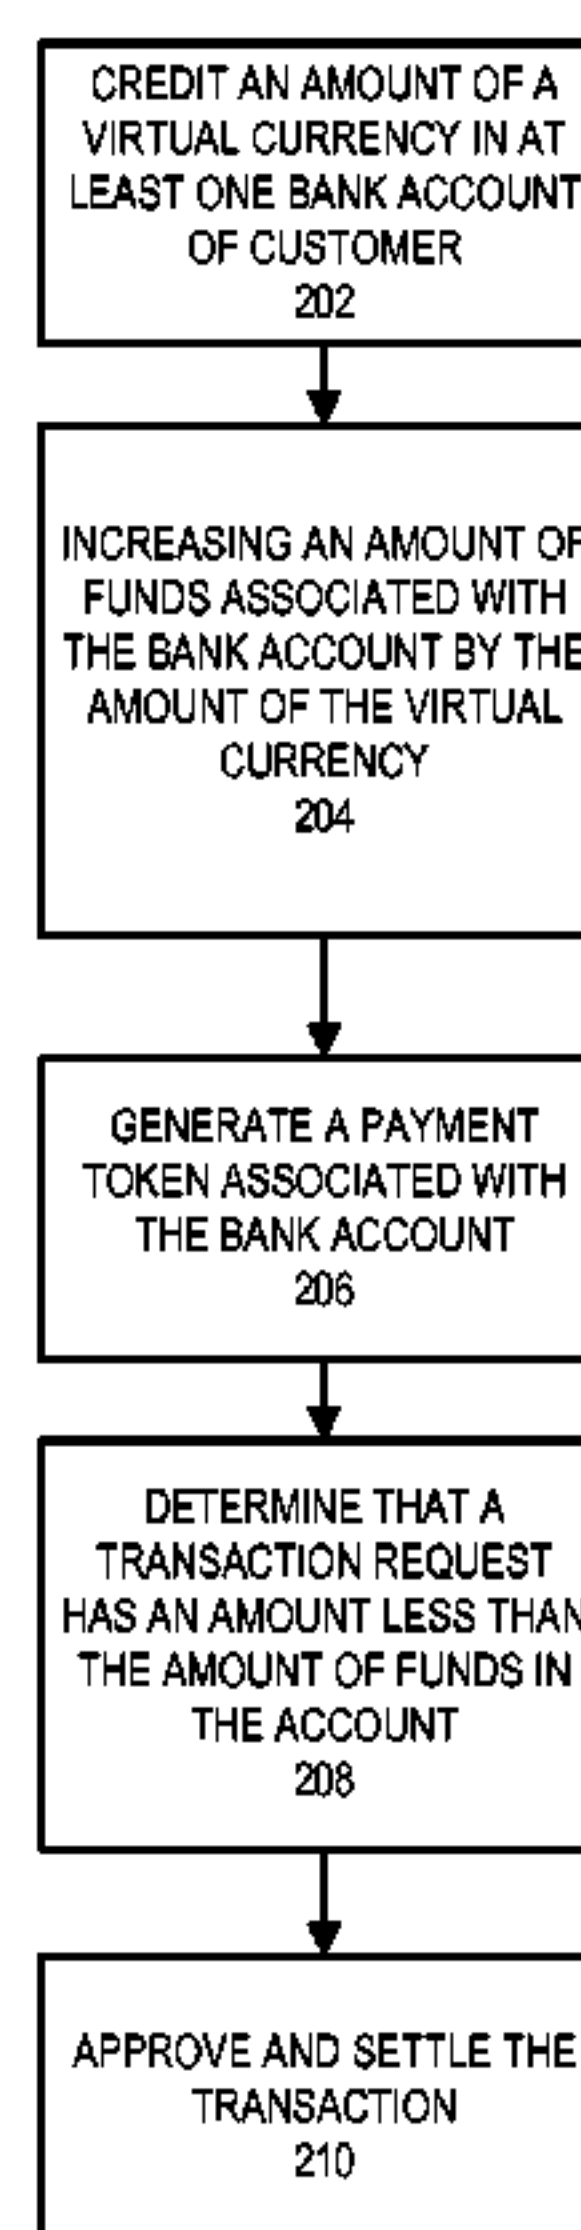 CREDIT AN AMOUNT OF A
VIRTUAL CURRENCY IN AT
LEAST ONE BANK ACCOUNT
OF CUSTOMER
202
INCREASING AN AMOUNT OF
FUNDS ASSOCIATED WITH
THE BANK ACCOUNT BY THE
AMOUNT OF THE VIRTUAL
CURRENCY
204
GENERATE A PAYMENT
TOKEN ASSOCIATED WITH
THE BANK ACCOUNT
206
DETERMINE THAT A
TRANSACTION REQUEST
HAS AN AMOUNT LESS THAN
THE AMOUNT OF FUNDS IN
THE ACCOUNT
208
APPROVE AND SETTLE THE
TRANSACTION
210